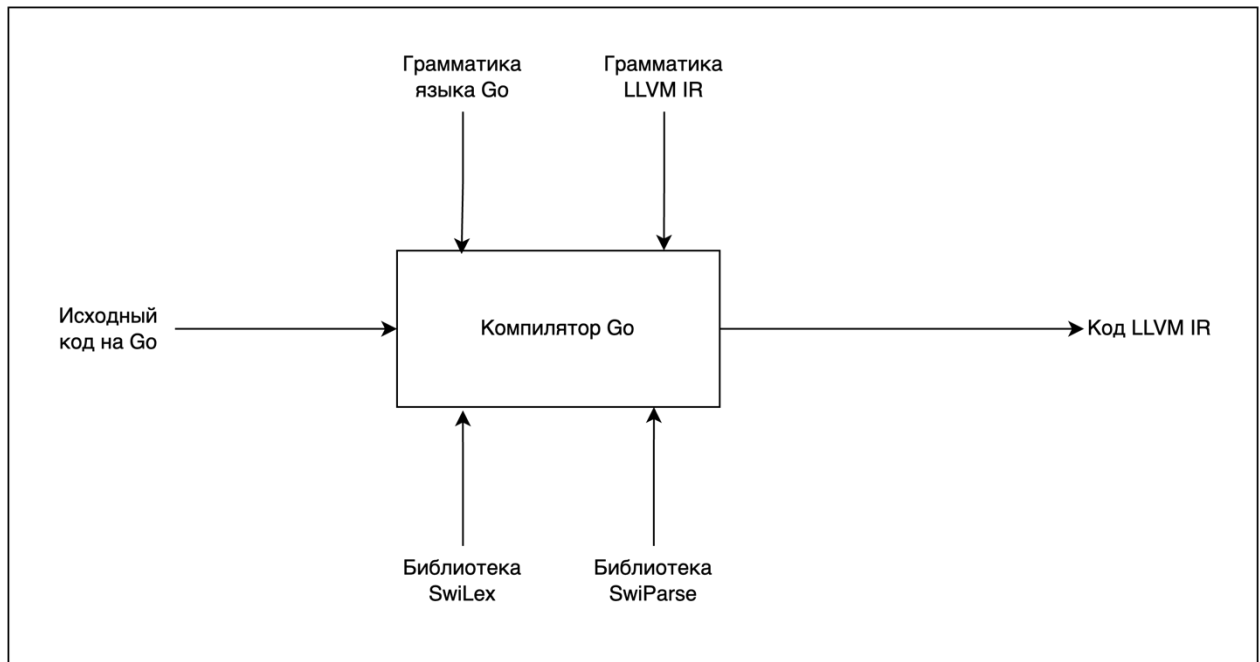 Грамматика
языка Go
Грамматика
LLVM IR
Исходный
код на Go
Компилятор Go
Код LLVM IR
Библиотека
SwiLex
Библиотека
SwiParse